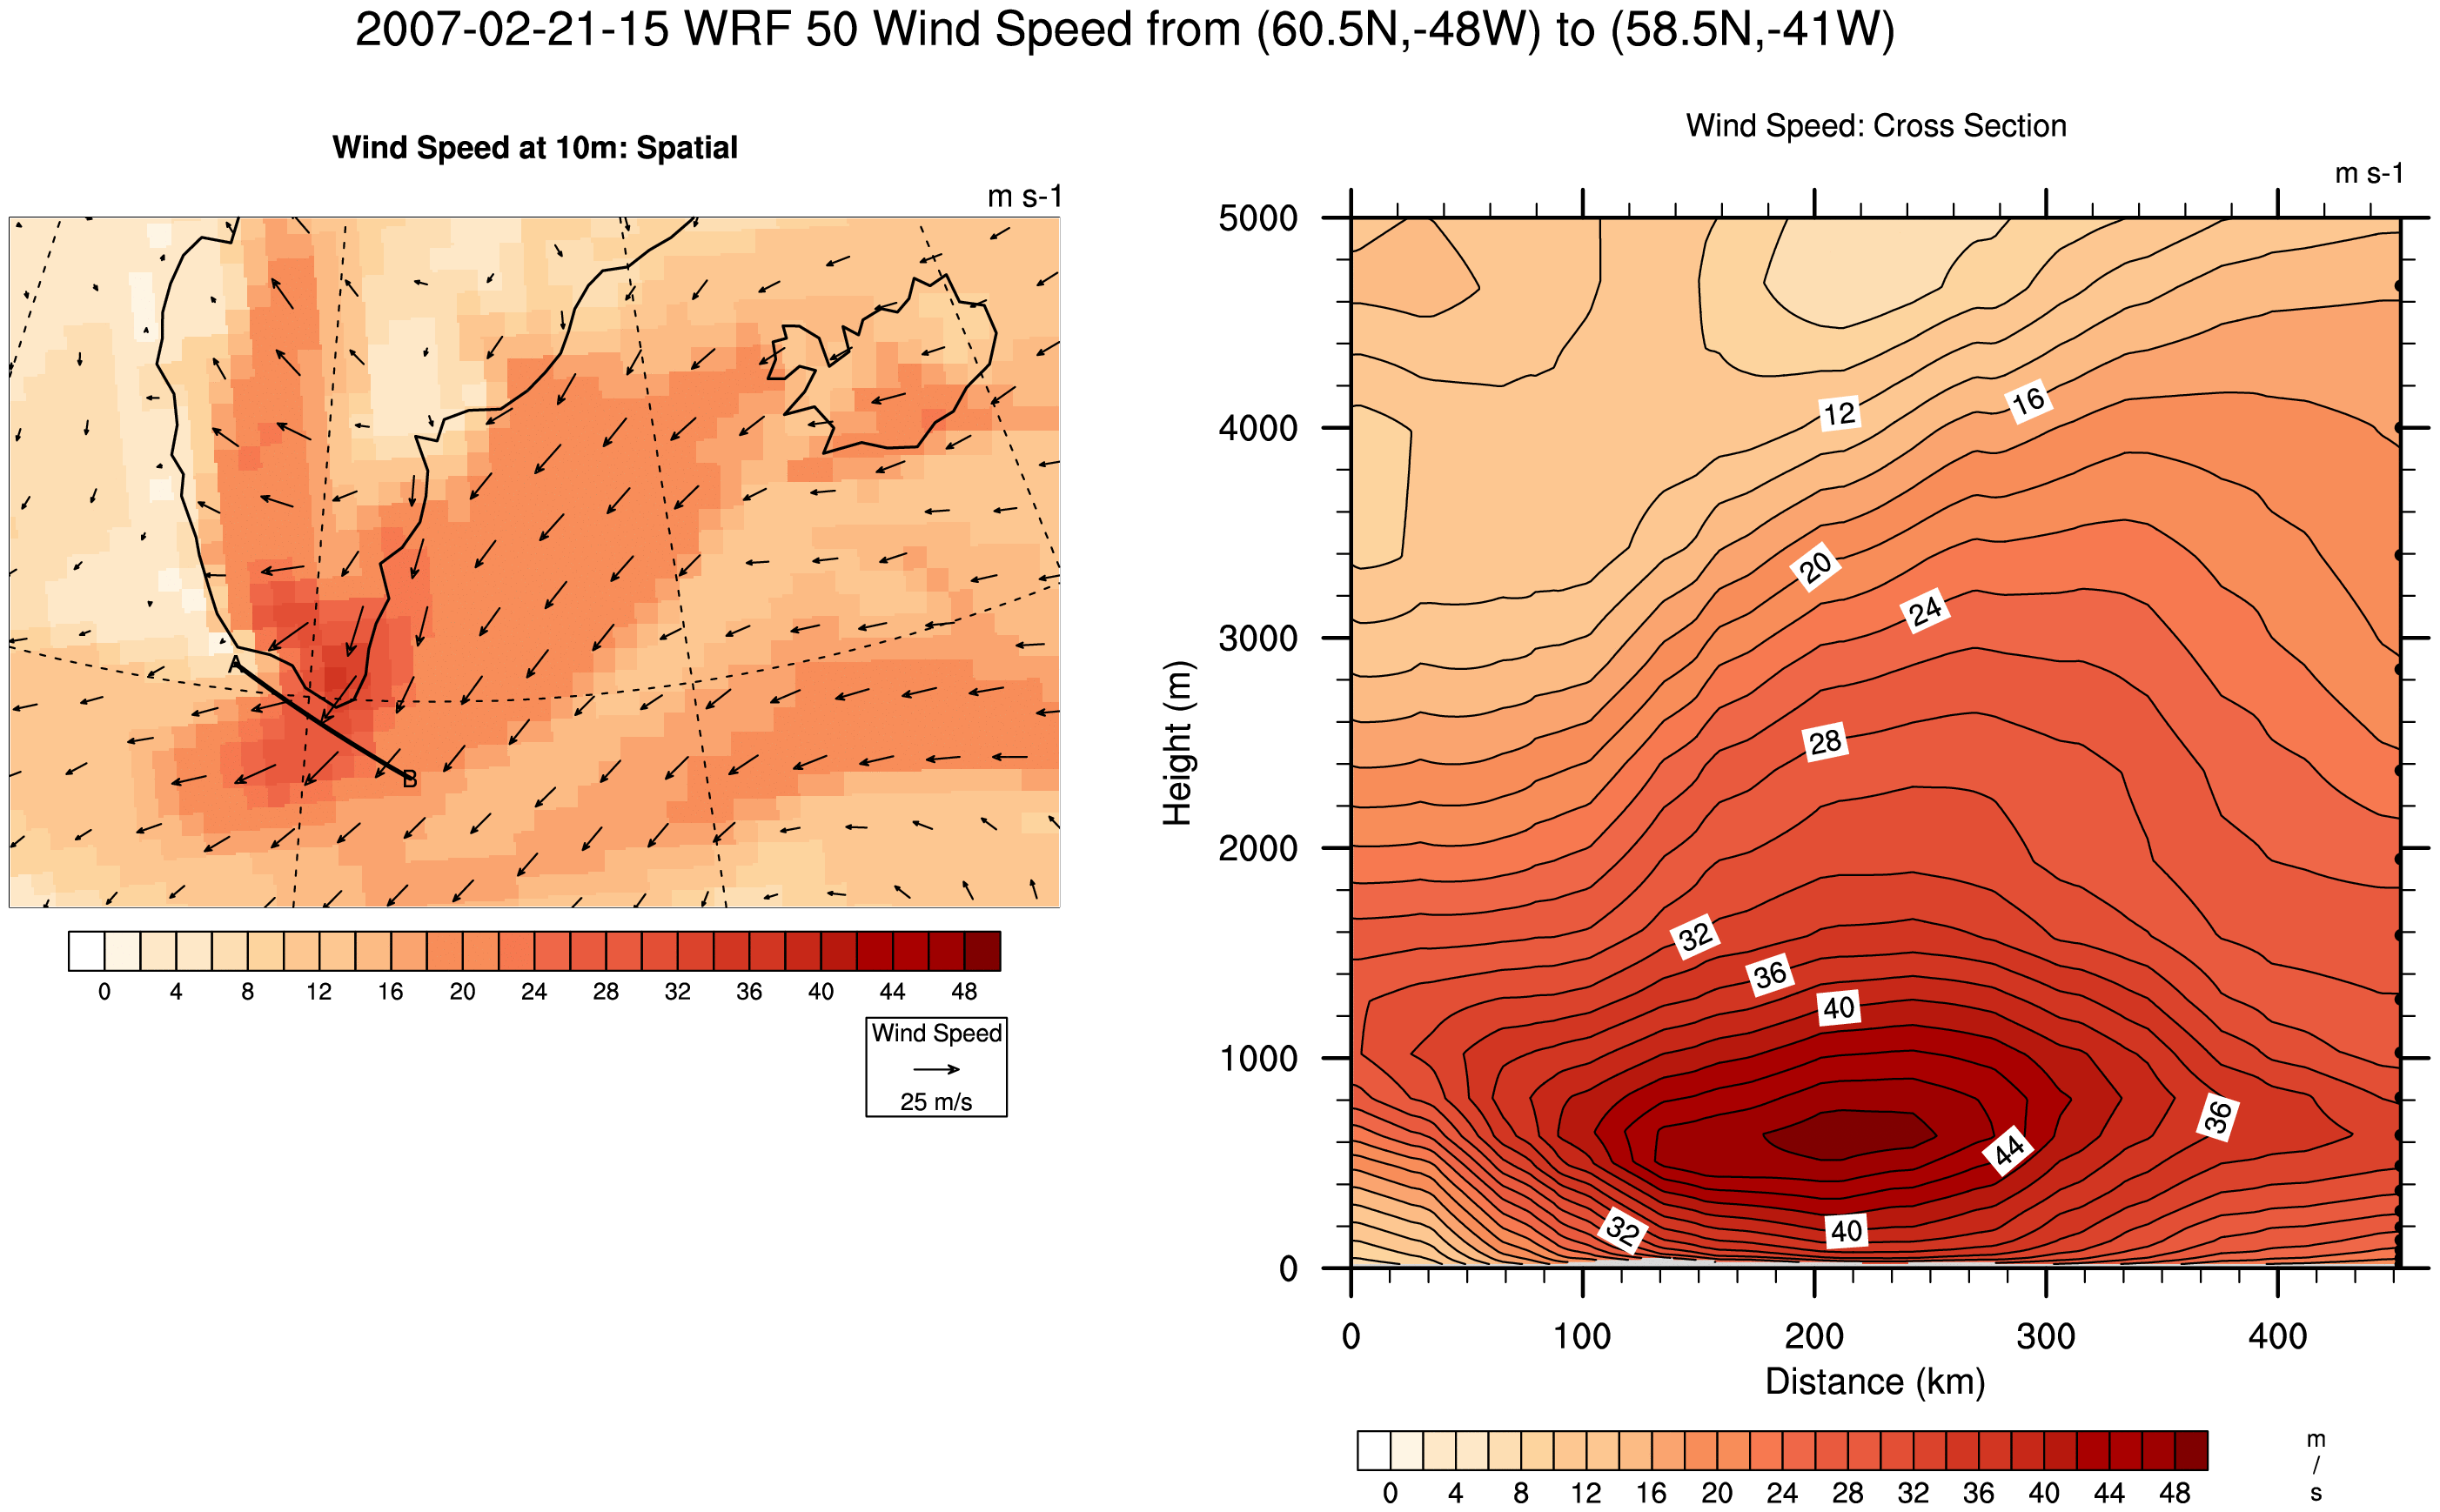 2007-02-21-15 WRF 50 Wind Speed from (60.5N,-48W) to (58.5N,-41W)
Wind Speed at 10m: Spatial
m s-1
A
B
0 4 8 12 16 20 24 28 32 36 40 44 48
Wind Speed
25 m/s
Wind Speed: Cross Section
m s-1
5000
4000
3000
2000
1000
0
Height (m)
12
16
20
24
28
32
36
40
36
44
32
40
0 100 200 300 400
Distance (km)
0 4 8 12 16 20 24 28 32 36 40 44 48
m
/
s